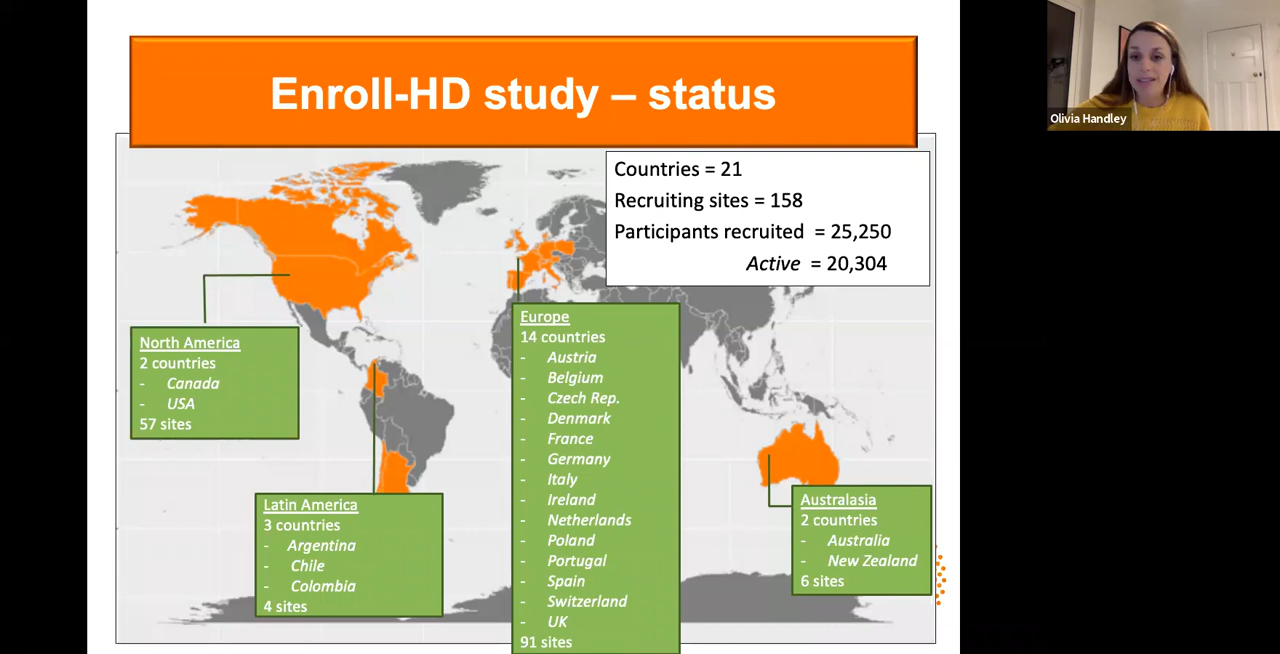 Enroll-HD study – status
Olivia Handley
Countries = 21
Recruiting sites = 158
Participants recruited = 25,250
Active = 20,304
North America
2 countries
- Canada
- USA
57 sites
Latin America
3 countries
- Argentina
- Chile
- Colombia
4 sites
Europe
14 countries
- Austria
- Belgium
- Czech Rep.
- Denmark
- France
- Germany
- Italy
- Ireland
- Netherlands
- Poland
- Portugal
- Spain
- Switzerland
- UK
91 sites
Australasia
2 countries
- Australia
- New Zealand
6 sites